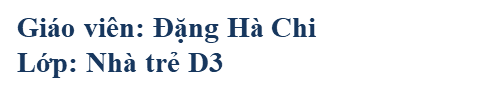 Giáo viên: Đặng Hà Chi
Lớp: Nhà trẻ D3